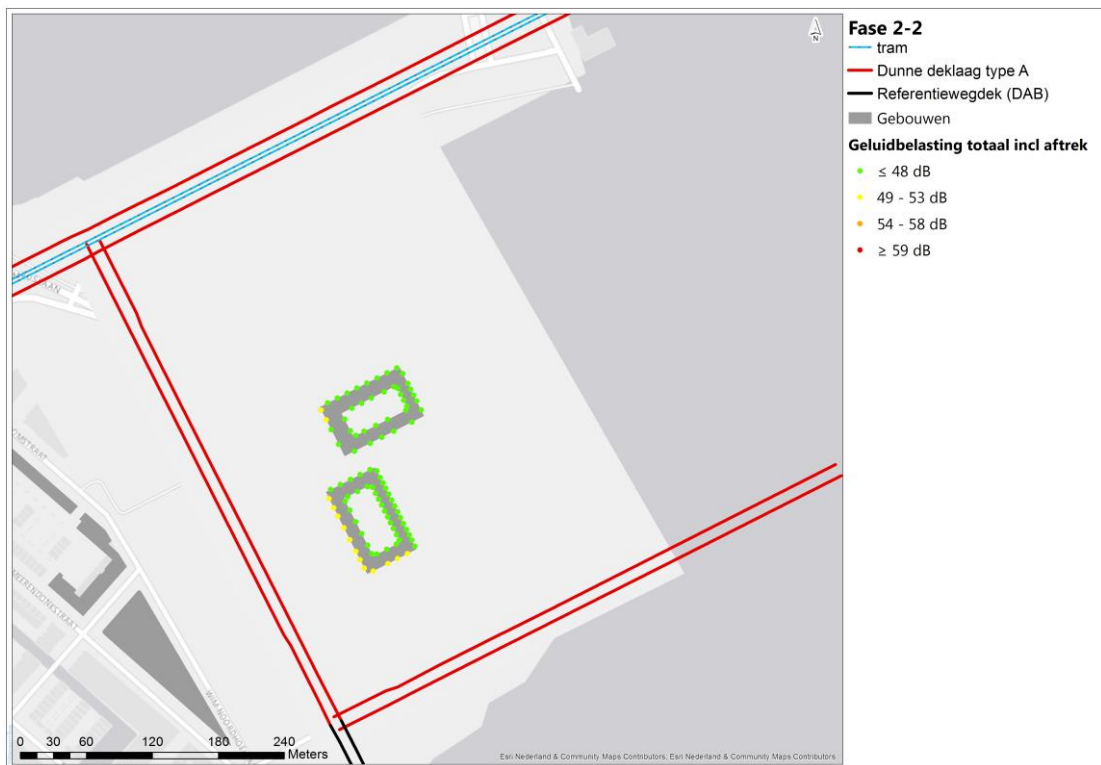 N
Fase 2-2
tram
Dunne deklaag type A
Referentiewegdek (DAB)
Gebouwen
Geluidbelasting totaal incl aftrek
≤ 48 dB
49 - 53 dB
54 - 58 dB
≥ 59 dB
0 30 60 120 180 240
Meters
Esri Nederland & Community Maps Contributors, Esri Nederland & Community Maps Contributors